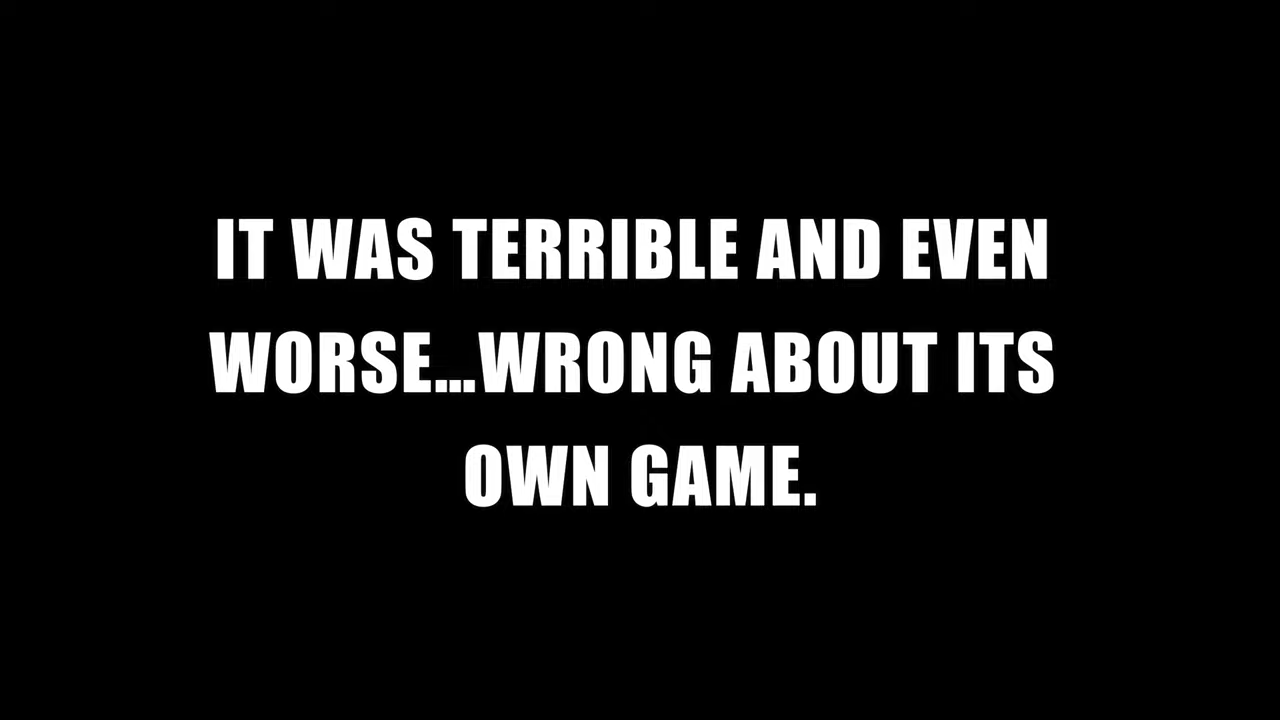 IT WAS TERRIBLE AND EVEN
WORSE...WRONG ABOUT ITS
OWN GAME.